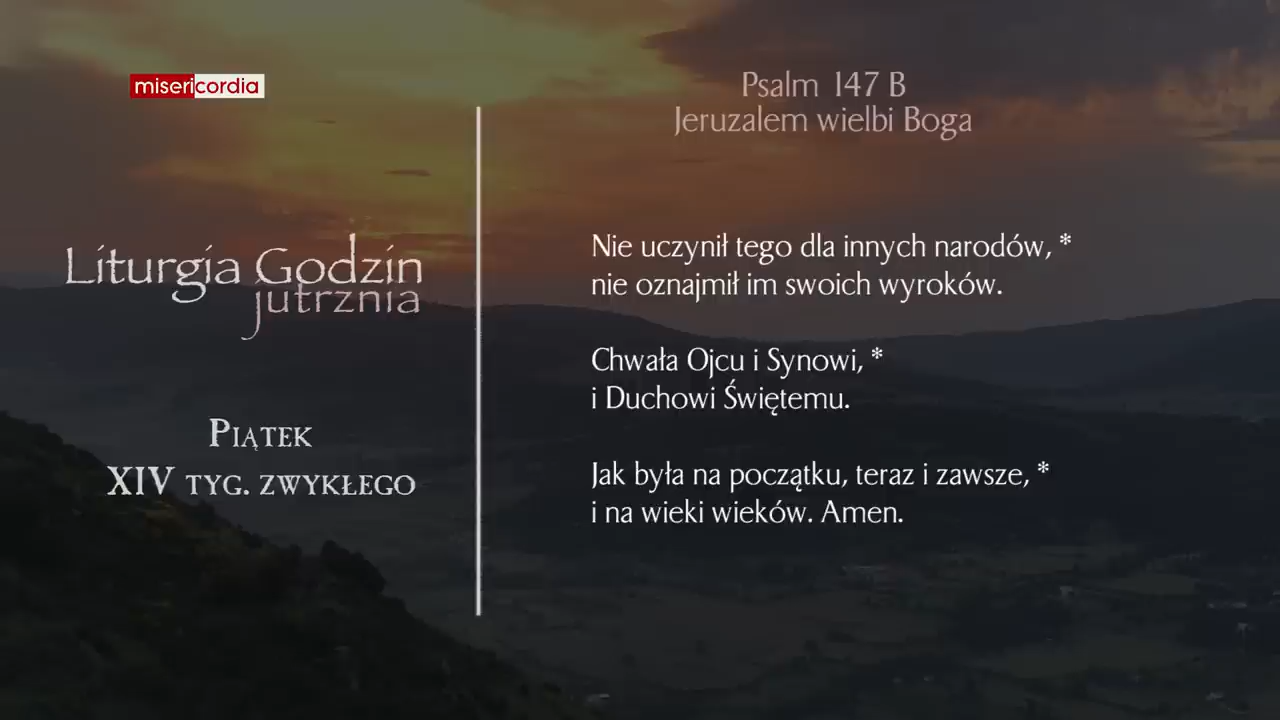 misericordia
Liturgia Godzin
jutrznia
Piątek
XIV tyg. zwykłego
Psalm 147 B
Jeruzalem wielbi Boga
Nie uczynił tego dla innych narodów, *
nie oznajmił im swoich wyroków.
Chwała Ojcu i Synowi, *
i Duchowi Świętemu.
Jak była na początku, teraz i zawsze, *
i na wieki wieków. Amen.